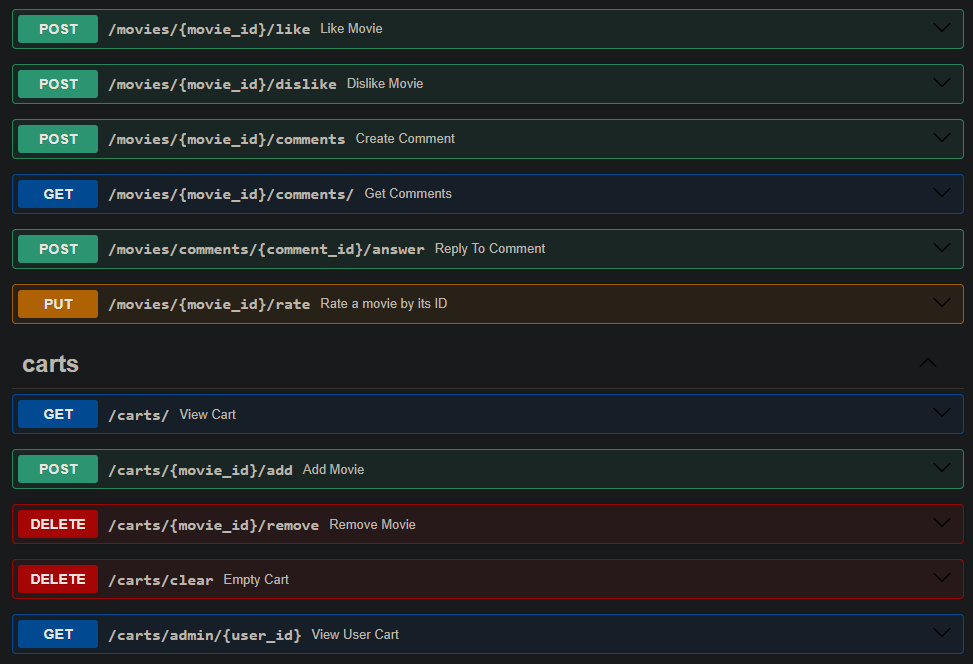 POST /movies/{movie_id}/like Like Movie
POST /movies/{movie_id}/dislike Dislike Movie
POST /movies/{movie_id}/comments Create Comment
GET /movies/{movie_id}/comments/ Get Comments
POST /movies/comments/{comment_id}/answer Reply To Comment
PUT /movies/{movie_id}/rate Rate a movie by its ID
carts
GET /carts/ View Cart
POST /carts/{movie_id}/add Add Movie
DELETE /carts/{movie_id}/remove Remove Movie
DELETE /carts/clear Empty Cart
GET /carts/admin/{user_id} View User Cart